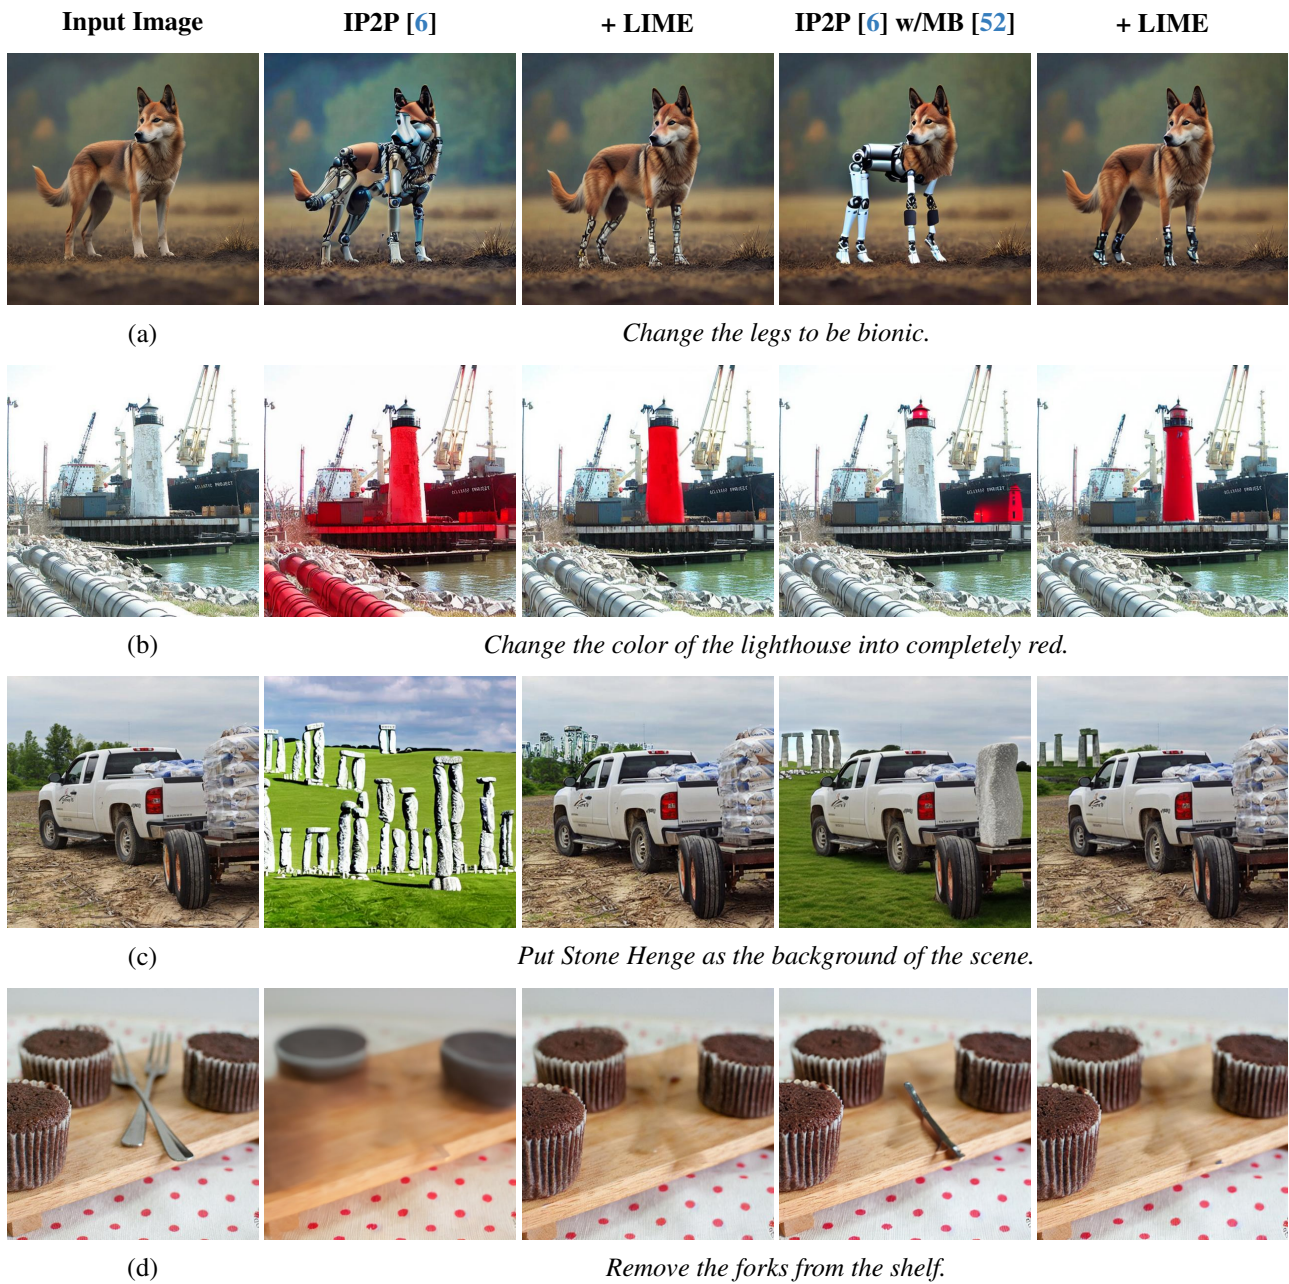 Input Image IP2P [6] + LIME IP2P [6] w/MB [52] + LIME
(a) Change the legs to be bionic.
(b) Change the color of the lighthouse into completely red.
(c) Put Stone Henge as the background of the scene.
(d) Remove the forks from the shelf.